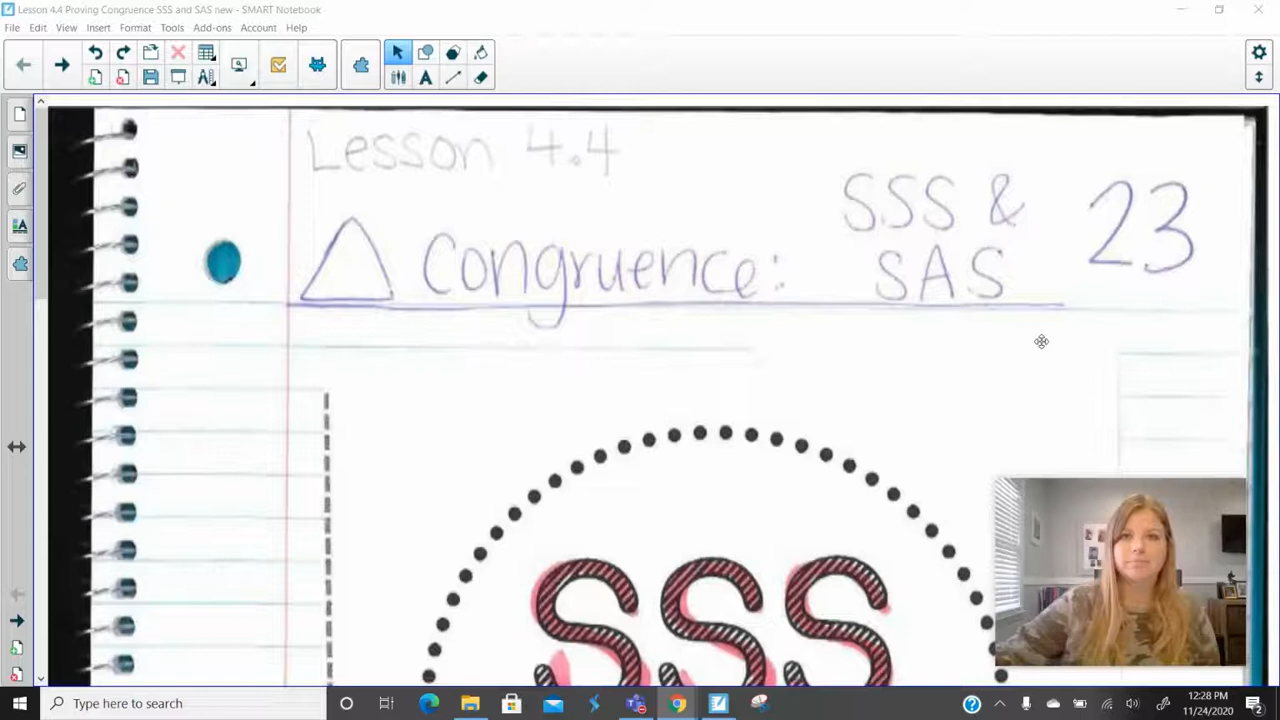 Lesson 4.4 Proving Congruence SSS and SAS new - SMART Notebook
File Edit View Insert Format Tools Add-ons Account Help
Lesson 4.4
SSS & 23
△ Congruence: SAS
SSS
Type here to search
12:28 PM
11/24/2020
2